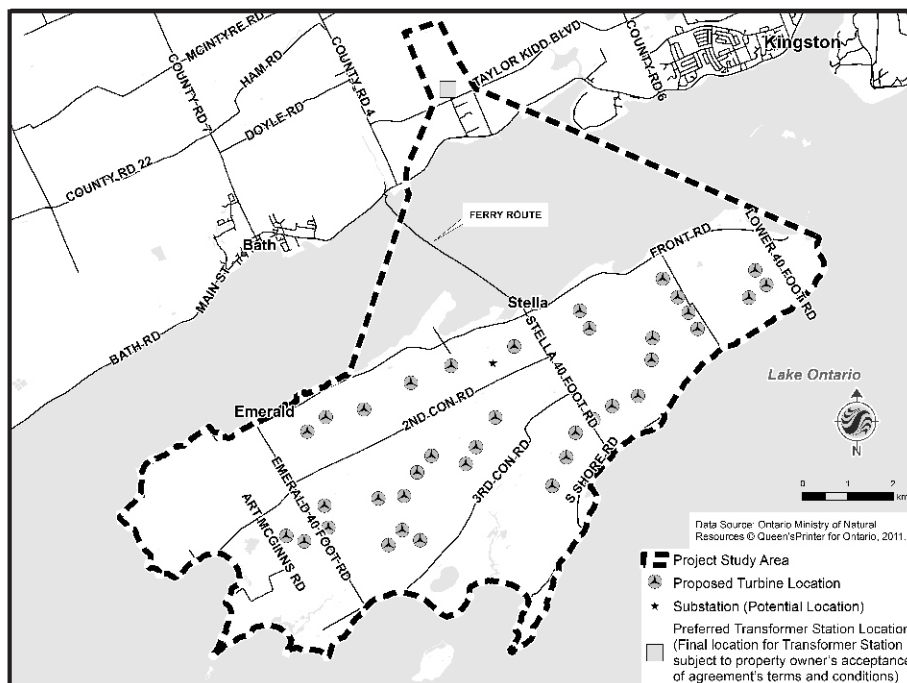 Kingston
MCINTYRE RD
HAM RD
COUNTY RD 7
COUNTY RD 4
TAYLOR KIDD BLVD
COUNTY RD 6
DOYLE RD
COUNTY RD 22
FERRY ROUTE
Bath
MAIN ST
BATH RD
LOWER 40 FOOT RD
FRONT RD
Stella
STELLA 40 FOOT RD
Lake Ontario
Emerald
2ND CON RD
3RD CON RD
S SHORE RD
EMERALD 40 FOOT RD
ART MCGINNS RD
N
0 1 2
km
Data Source: Ontario Ministry of Natural
Resources © Queen'sPrinter for Ontario, 2011.
Project Study Area
Proposed Turbine Location
Substation (Potential Location)
Preferred Transformer Station Location
(Final location for Transformer Station
subject to property owner's acceptance
of agreement's terms and conditions)